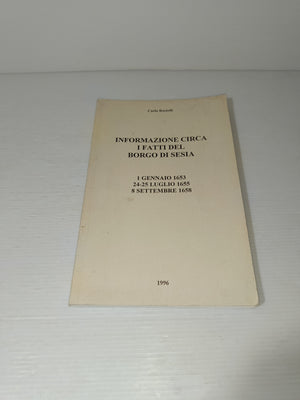 Carlo
INFORMAZIONE CIRCA
I FATTI DEL
BORGO DI SESIA
1 GENNAIO 1653
24-25 LUGLIO 1655
8 SETTEMBRE 1658
1996